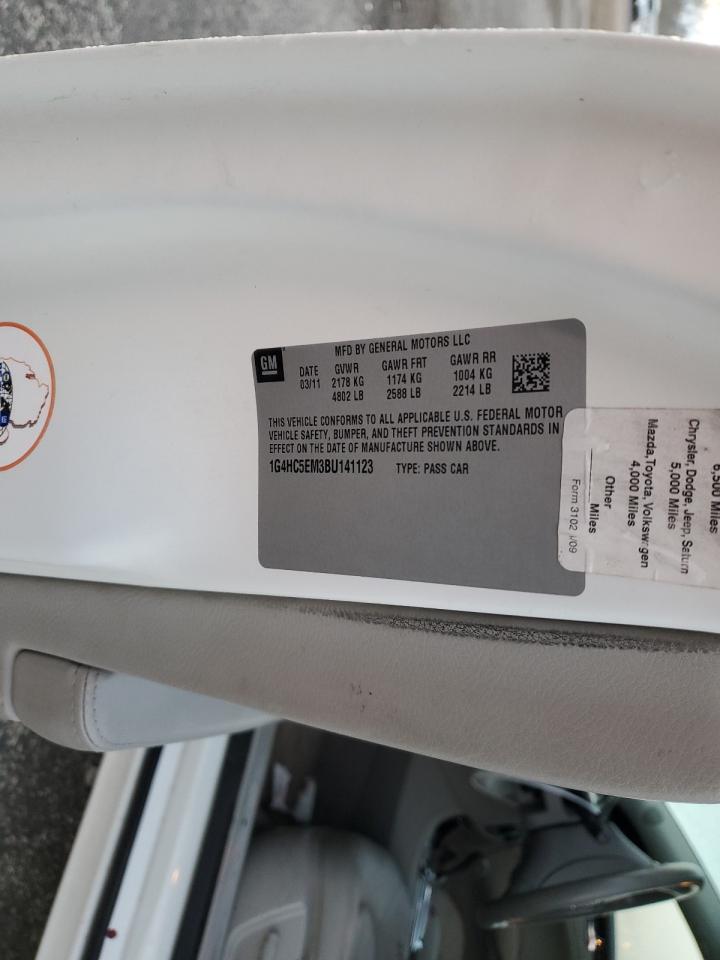 GM
MFD BY GENERAL MOTORS LLC
DATE GVWR GAWR FRT GAWR RR
03/11 2178 KG 1174 KG 1004 KG
4802 LB 2588 LB 2214 LB
THIS VEHICLE CONFORMS TO ALL APPLICABLE U.S. FEDERAL MOTOR
VEHICLE SAFETY, BUMPER, AND THEFT PREVENTION STANDARDS IN
EFFECT ON THE DATE OF MANUFACTURE SHOWN ABOVE.
1G4HC5EM3BU141123 TYPE: PASS CAR
6,500 Miles
Chrysler, Dodge, Jeep, Saturn
5,000 Miles
Mazda,Toyota, Volkswagen
4,000 Miles
Other
Miles
Form 3102 /09